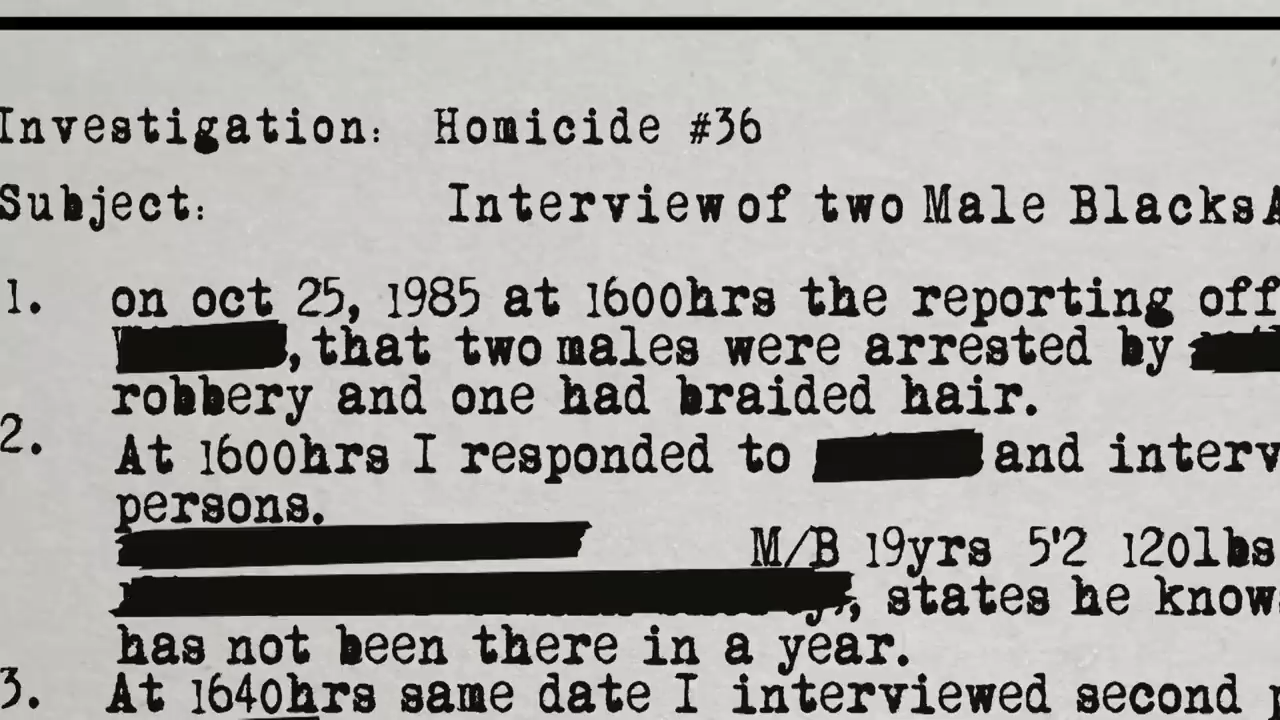 Investigation: Homicide #36
Subject: Interview of two Male Blacks
1. on oct 25, 1985 at 1600hrs the reporting off
, that two males were arrested by
robbery and one had braided hair.
2. At 1600hrs I responded to and interv
persons.
M/B 19yrs 5'2 120lbs
, states he knows
has not been there in a year.
3. At 1640hrs same date I interviewed second